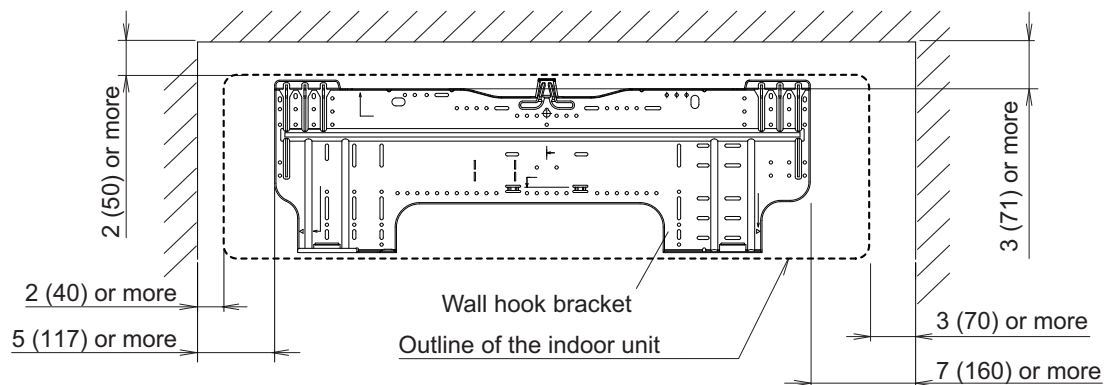 2 (50) or more
3 (71) or more
2 (40) or more
5 (117) or more
Wall hook bracket
Outline of the indoor unit
3 (70) or more
7 (160) or more